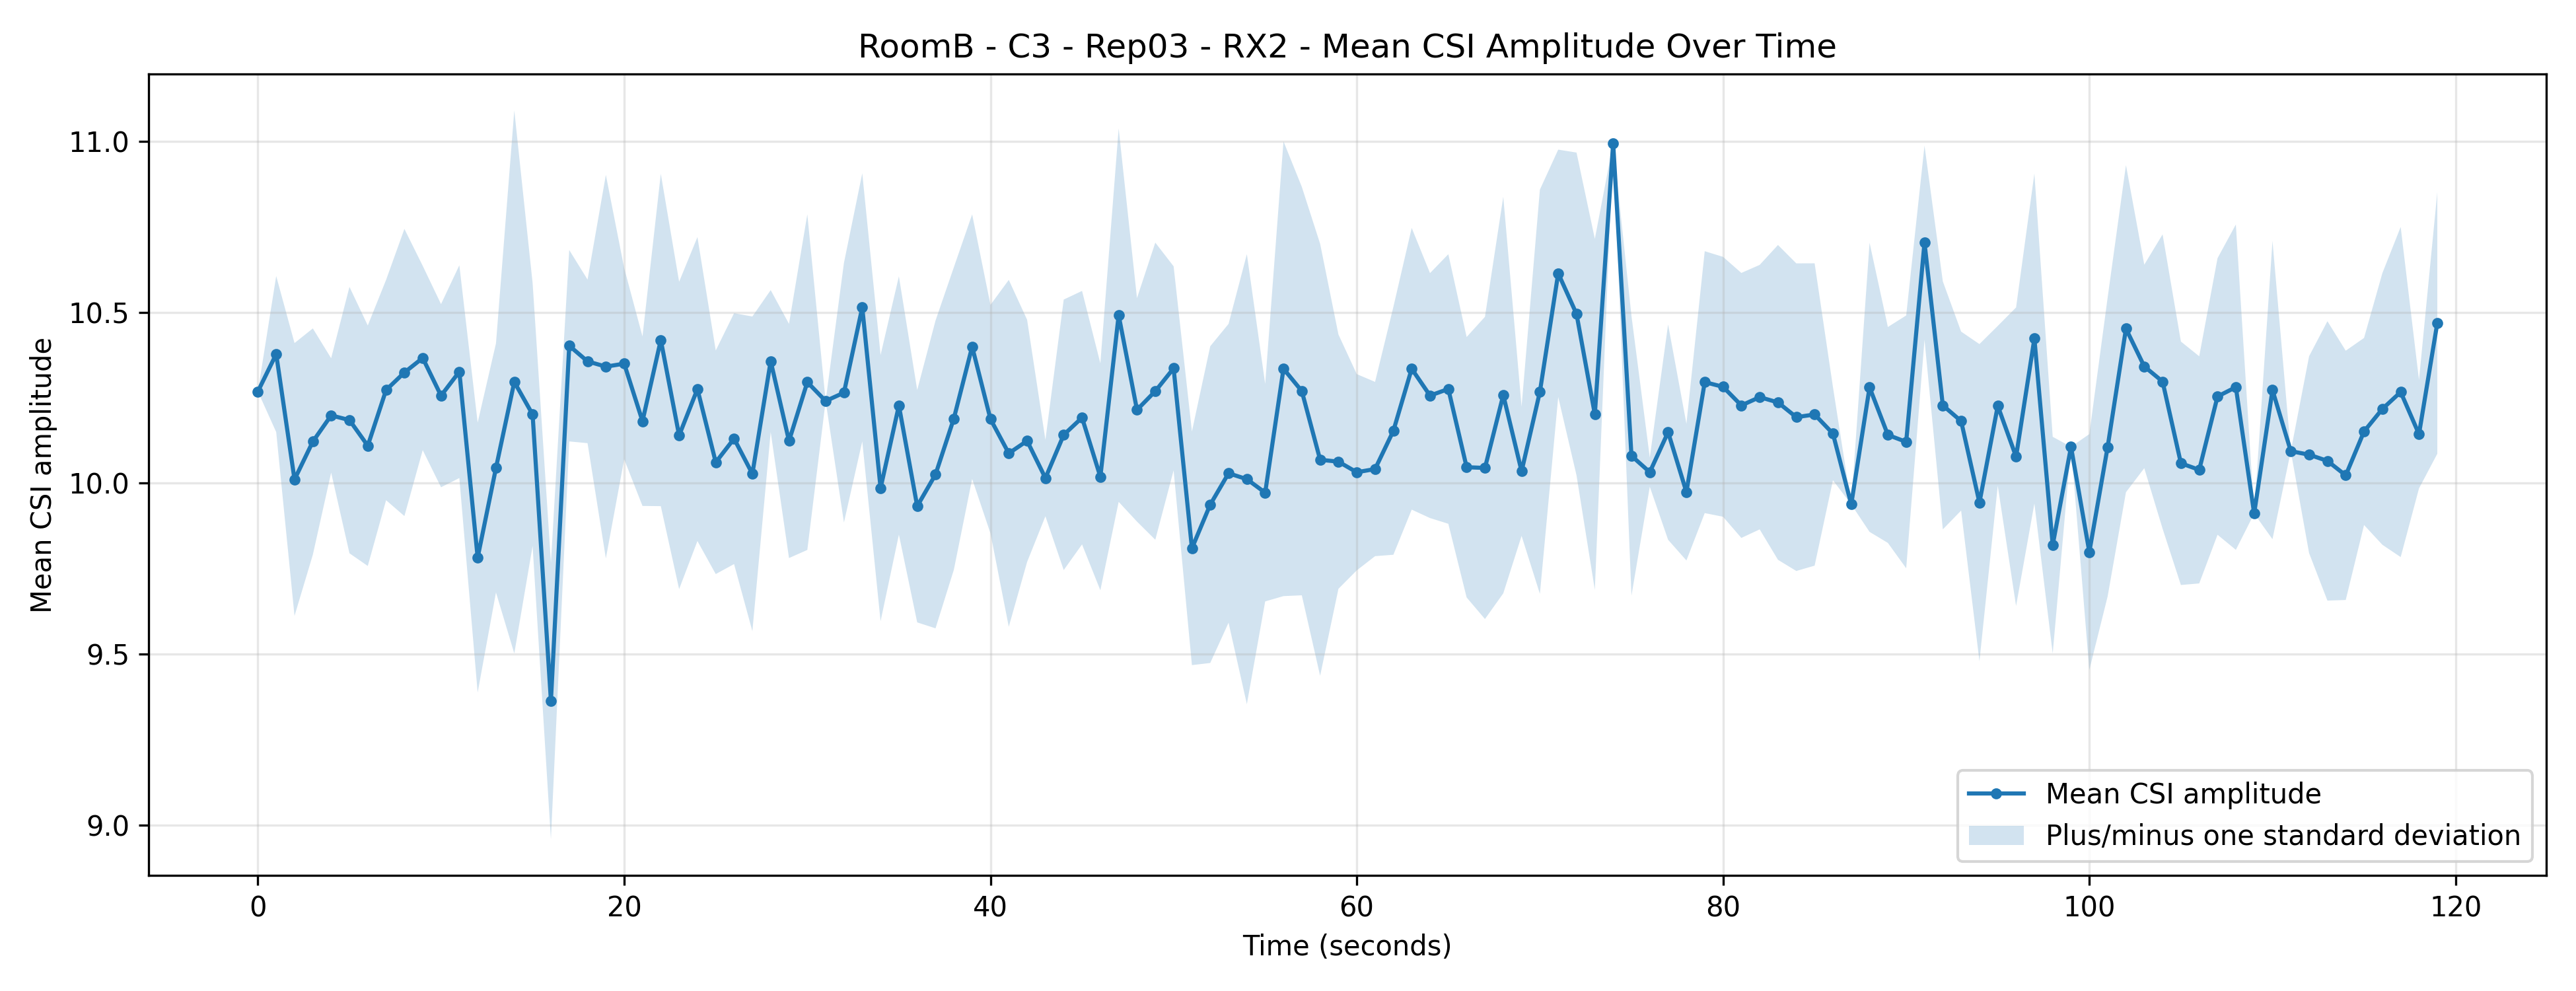 RoomB - C3 - Rep03 - RX2 - Mean CSI Amplitude Over Time
Mean CSI amplitude
11.0
10.5
10.0
9.5
9.0
0 20 40 60 80 100 120
Time (seconds)
Mean CSI amplitude
Plus/minus one standard deviation